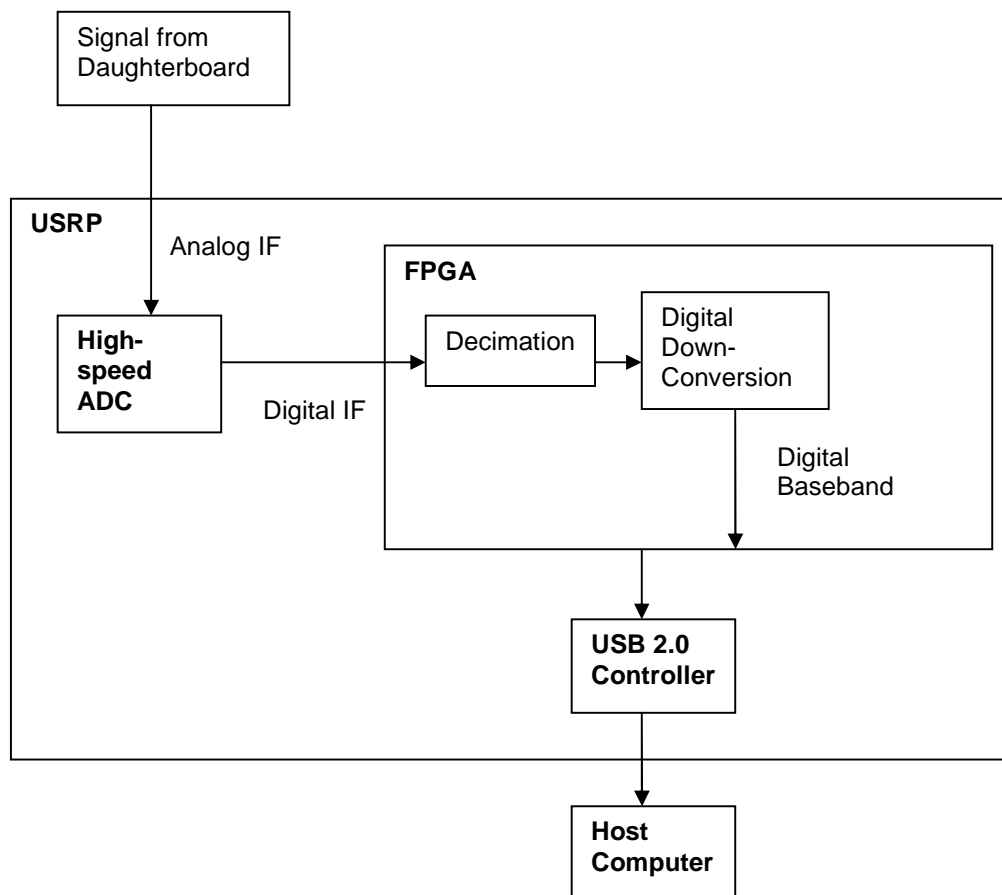 Signal from
Daughterboard
USRP
Analog IF
FPGA
High-
speed
ADC
Decimation
Digital
Down-
Conversion
Digital IF
Digital
Baseband
USB 2.0
Controller
Host
Computer